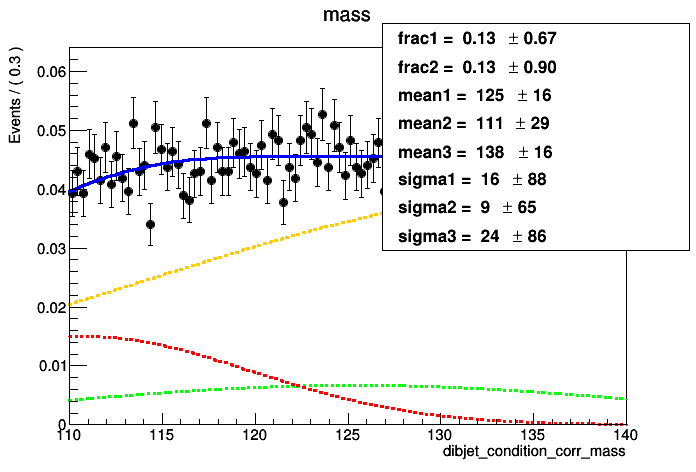 mass
frac1 = 0.13 ± 0.67
frac2 = 0.13 ± 0.90
mean1 = 125 ± 16
mean2 = 111 ± 29
mean3 = 138 ± 16
sigma1 = 16 ± 88
sigma2 = 9 ± 65
sigma3 = 24 ± 86
Events / ( 0.3 )
0.06
0.05
0.04
0.03
0.02
0.01
0
110 115 120 125 130 135 140
dibjet_condition_corr_mass